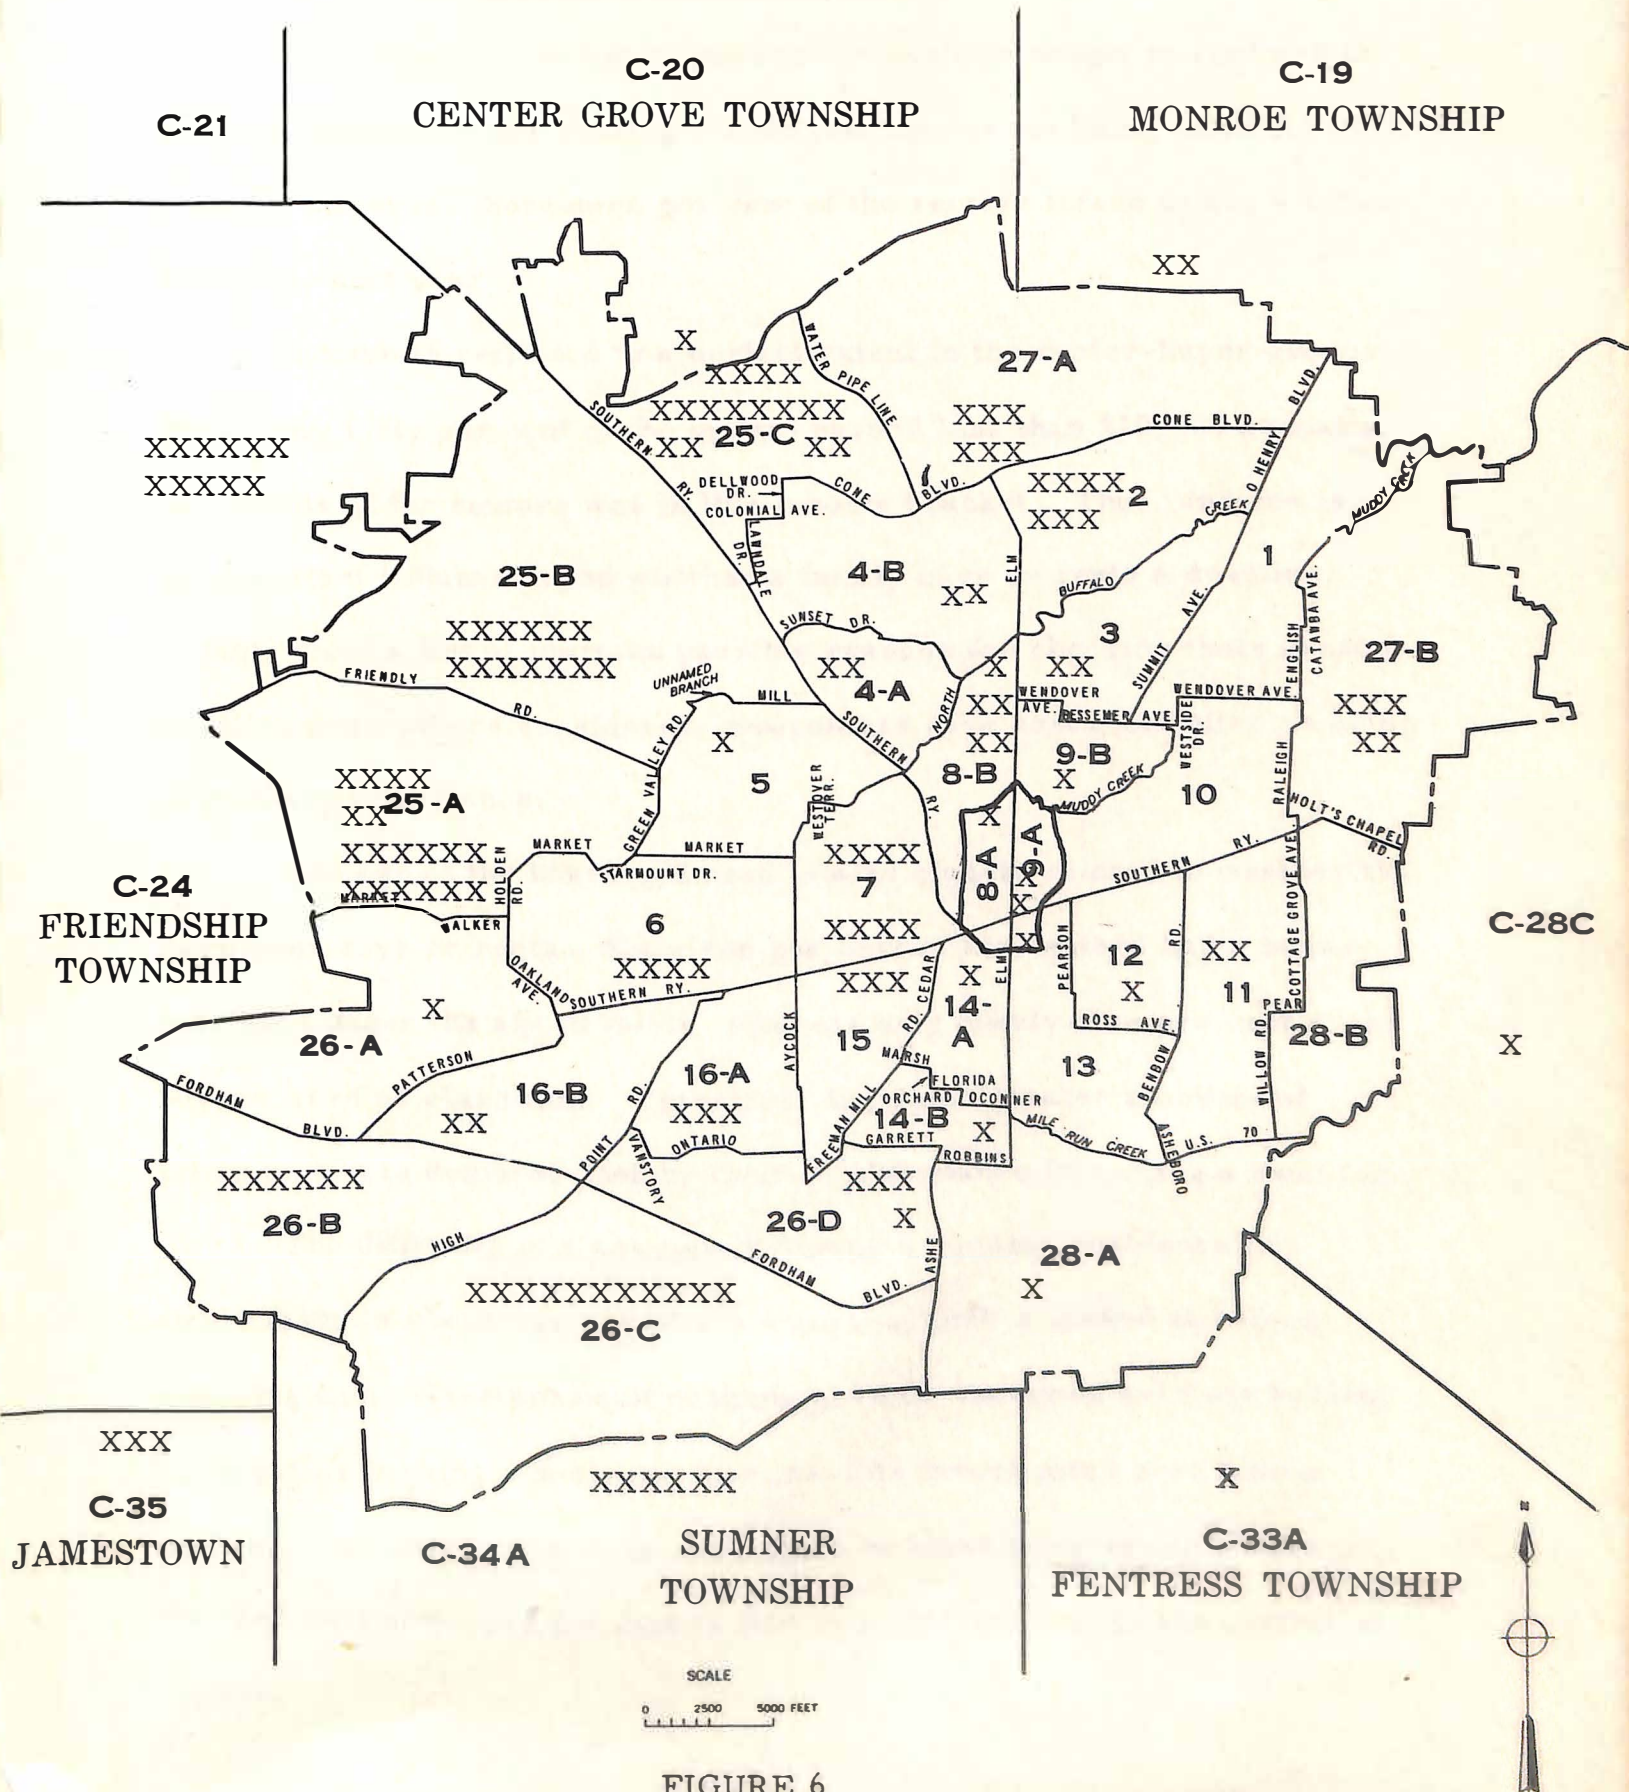 C-20
CENTER GROVE TOWNSHIP
C-19
MONROE TOWNSHIP
C-21
XX
X
XXXX
XXXXXXXX
25-C
XX
XX
WATER PIPE LINE
27-A
XXX
XXX
CONE BLVD.
O HENRY BLVD.
SOUTHERN RY.
XXXXXX
XXXXX
DELLWOOD
DR.
COLONIAL AVE.
LAWNDALE DR.
CONE BLVD.
XXXX
2
XXX
BUFFALO CREEK
MUDDY CREEK
25-B
XXXXXX
XXXXXXX
4-B
XX
ELM
1
3
XX
SUMMIT AVE.
ENGLISH
CATAWBA AVE.
27-B
XXX
XX
SUNSET DR.
XX
4-A
NORTH
X
XX
XX
8-B
FRIENDLY RD.
UNNAMED
BRANCH
MILL
X
5
SOUTHERN RY.
WENDOVER
AVE.
BESSEMER AVE.
WENDOVER AVE.
WESTSIDE
DR.
9-B
X
MUDDY CREEK
10
RALEIGH
HOLT'S CHAPEL
RD.
XXXX
25-A
XX
XXXXXX
XXXXXX
MARKET
GREEN VALLEY RD.
WESTOVER
TERR.
MARKET
MARKET
STARMOUNT DR.
HOLDEN
RD.
WALKER
6
XXXX
XXXX
7
XXXX
X
8-A
9-A
X
X
X
SOUTHERN RY.
C-24
FRIENDSHIP
TOWNSHIP
C-28C
X
OAKLAND
AVE.
SOUTHERN RY.
XXX
15
CEDAR
RD.
X
14-
A
ELM
PEARSON
12
X
RD.
XX
11
COTTAGE GROVE AVE.
PEAR
28-B
ROSS AVE.
X
26-A
PATTERSON
16-B
XX
16-A
XXX
AYCOCK
MARSH
FLORIDA
ORCHARD
OCONNER
13
BENBOW
WILLOW RD.
FORDHAM
BLVD.
POINT
RD.
VANSTORY
ONTARIO
FREEMAN MILL
14-B
GARRETT
X
ROBBINS
MILE RUN CREEK
ASHEBORO
U.S. 70
XXXXXX
26-B
HIGH
XXX
26-D
X
FORDHAM
BLVD.
ASHE
28-A
X
XXXXXXXXXXX
26-C
XXX
C-35
JAMESTOWN
XXXXXX
C-34A
SUMNER
TOWNSHIP
X
C-33A
FENTRESS TOWNSHIP
N
SCALE
0 2500 5000 FEET
FIGURE 6